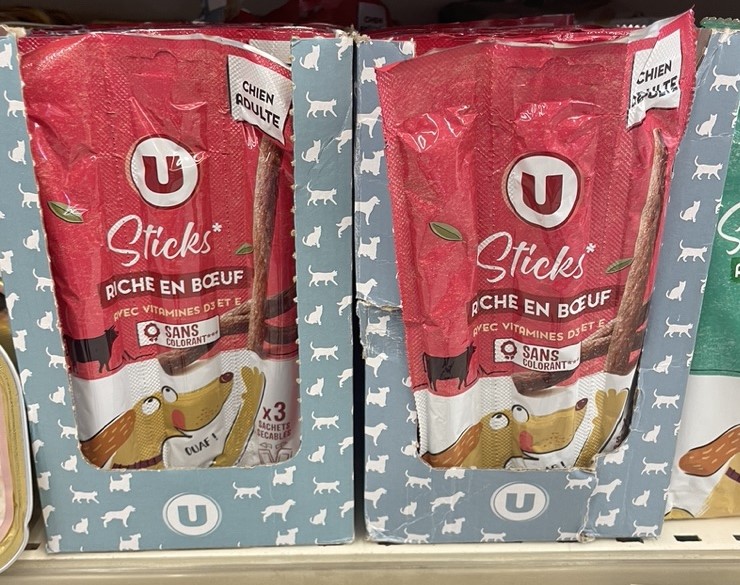 CHIEN
ADULTE
U
Sticks*
RICHE EN BŒUF
AVEC VITAMINES D3 ET E
SANS
COLORANT***
x3
SACHETS
SÉCABLES
OUAF !
U
CHIEN
ADULTE
U
Sticks*
RICHE EN BŒUF
AVEC VITAMINES D3 ET E
SANS
COLORANT***
U